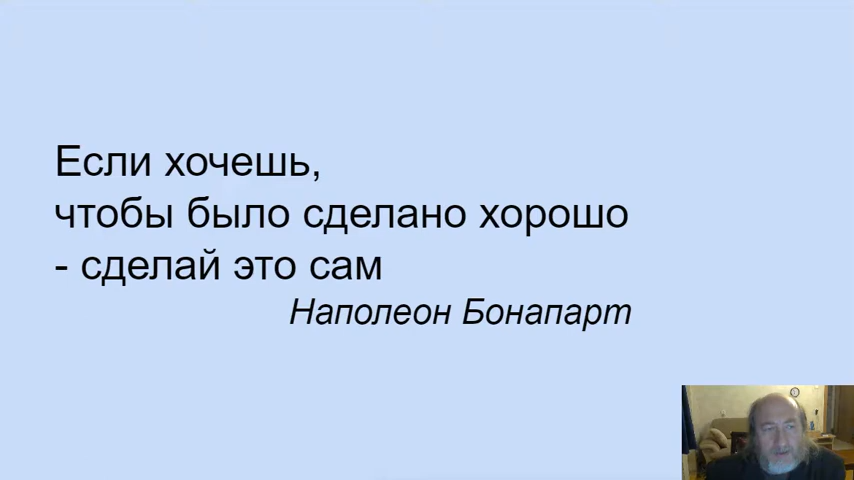 Если хочешь,
чтобы было сделано хорошо
- сделай это сам
Наполеон Бонапарт